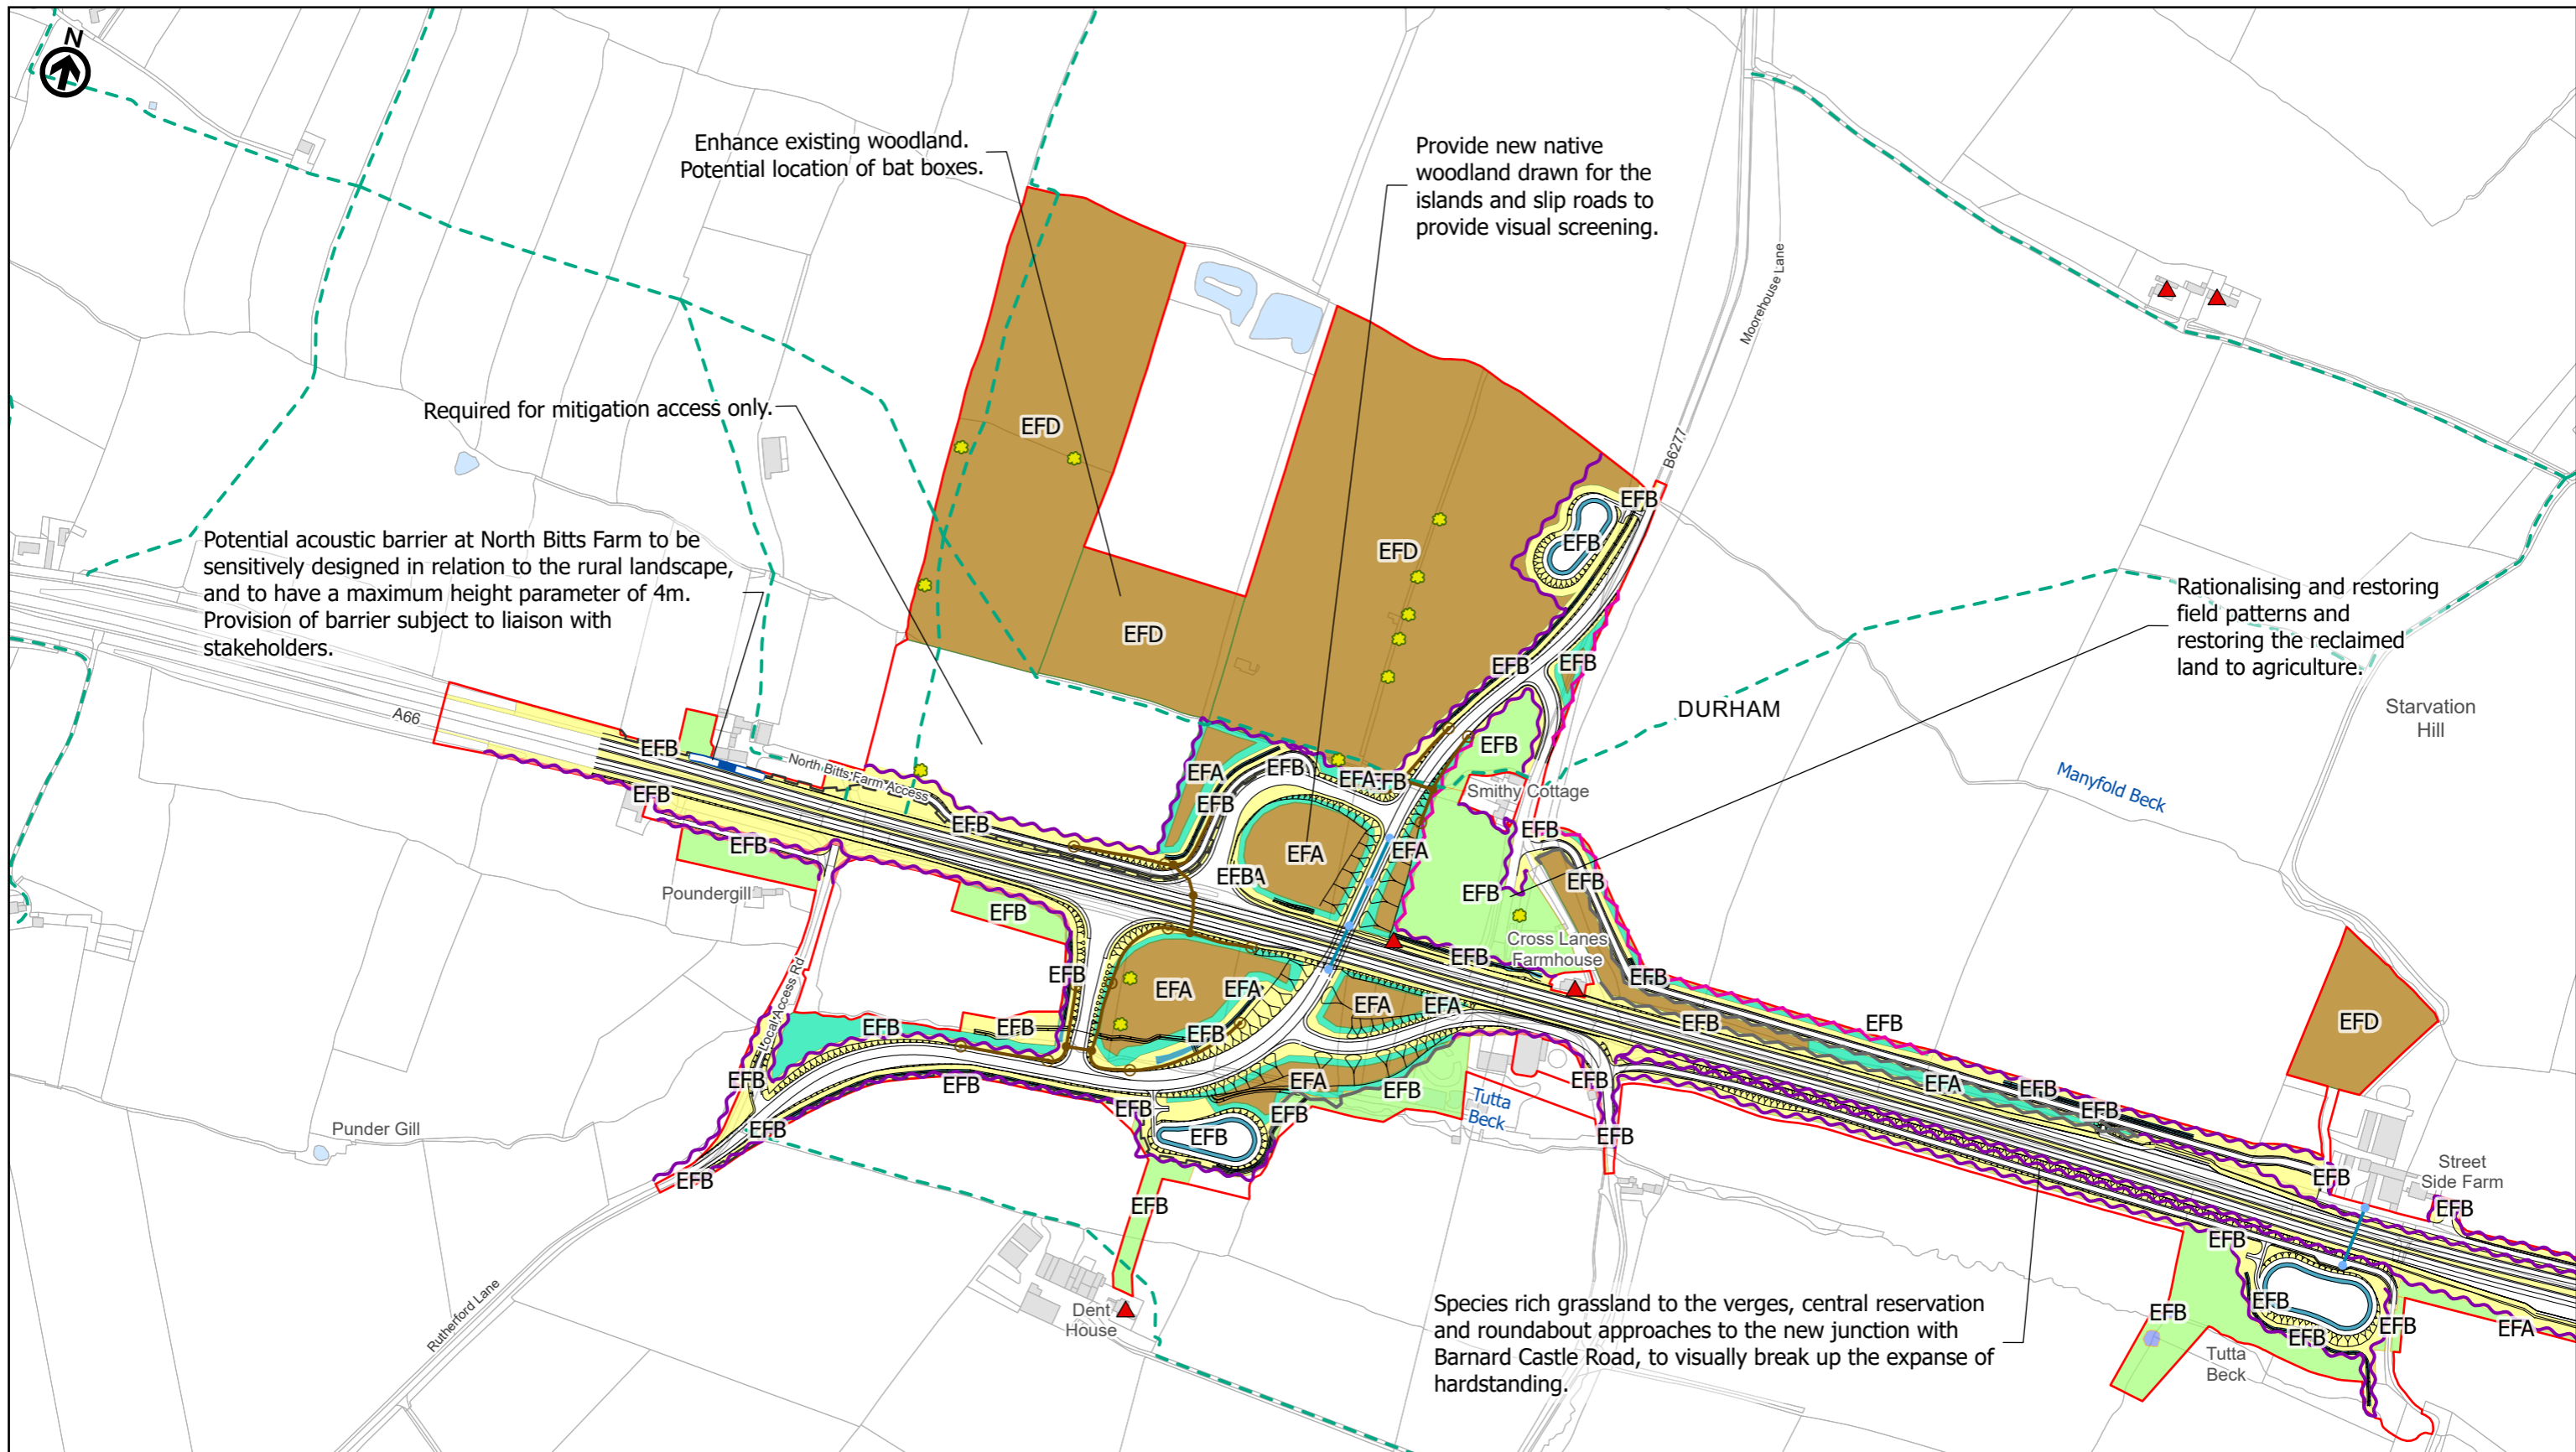 N
Enhance existing woodland.
Potential location of bat boxes.
Provide new native
woodland drawn for the
islands and slip roads to
provide visual screening.
Moorehouse Lane
Required for mitigation access only.
EFD
B6277
EFB
EFB
EFD
Potential acoustic barrier at North Bitts Farm to be
sensitively designed in relation to the rural landscape,
and to have a maximum height parameter of 4m.
Provision of barrier subject to liaison with
stakeholders.
Rationalising and restoring
field patterns and
restoring the reclaimed
land to agriculture.
EFD
EFB
EFB
DURHAM
Starvation
Hill
A66
EFB
EFB
North Bitts Farm Access
EFA
EFB
EFA
EFB
Smithy Cottage
Manyfold Beck
EFB
EFB
EFB
EFB
EFB
EFA
EFA
EFB
Poundergill
EFB
EFB
EFB
EFB
Cross Lanes
Farmhouse
EFB
EFB
EFB
EFA
EFA
EFA
EFA
Local Access Rd
EFB
EFB
EFB
EFB
EFB
EFD
EFB
EFB
EFA
EFB
EFB
EFA
EFB
EFB
Tutta
Beck
EFB
EFB
EFB
EFB
Punder Gill
EFB
EFB
EFB
EFB
EFB
Street
Side Farm
EFB
EFB
EFB
Rutherford Lane
Dent
House
Species rich grassland to the verges, central reservation
and roundabout approaches to the new junction with
Barnard Castle Road, to visually break up the expanse of
hardstanding.
EFB
EFB
EFB
EFB
EFA
Tutta
Beck